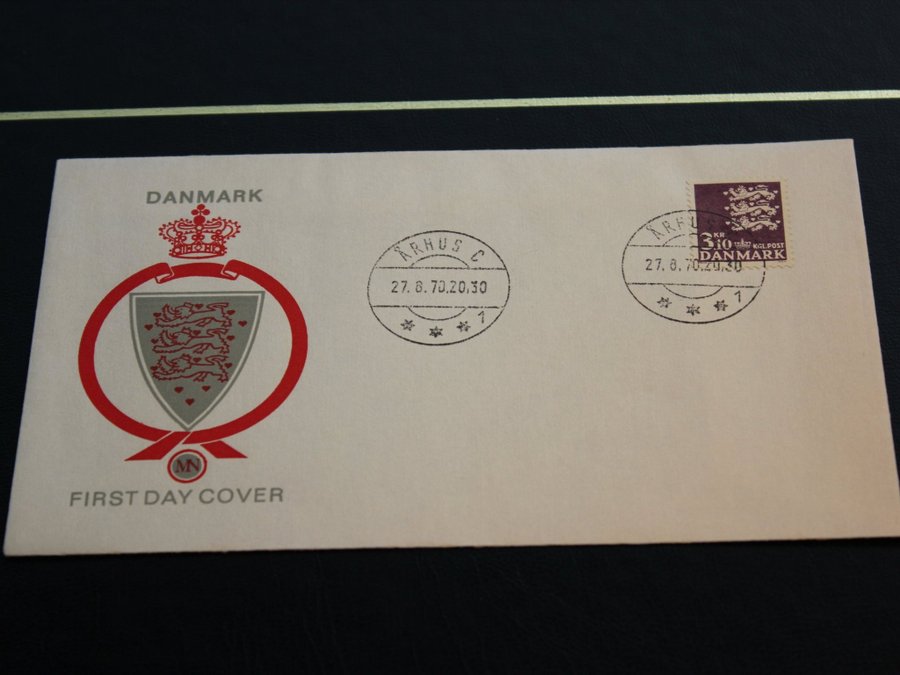 DANMARK
MN
FIRST DAY COVER
ÅRHUS C
27. 8. 70.20,30
1
3 KR 10 KGL.POST
DANMARK
ÅRHUS
27. 8. 70.20,30
1